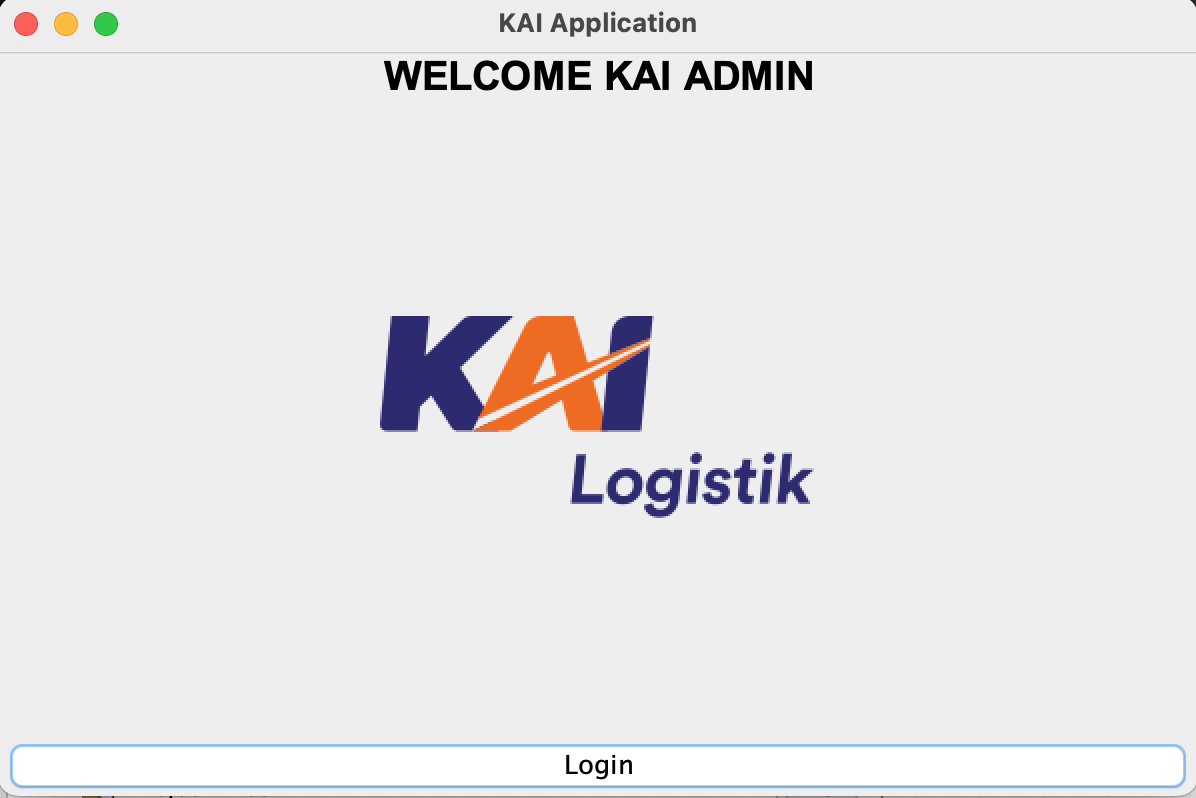 KAI Application
WELCOME KAI ADMIN
KAI
Logistik
Login